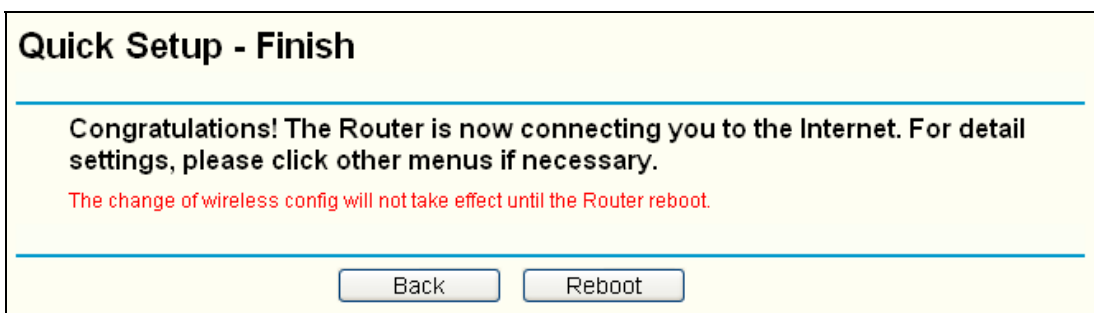 Quick Setup - Finish
Congratulations! The Router is now connecting you to the Internet. For detail
settings, please click other menus if necessary.
The change of wireless config will not take effect until the Router reboot.
Back Reboot